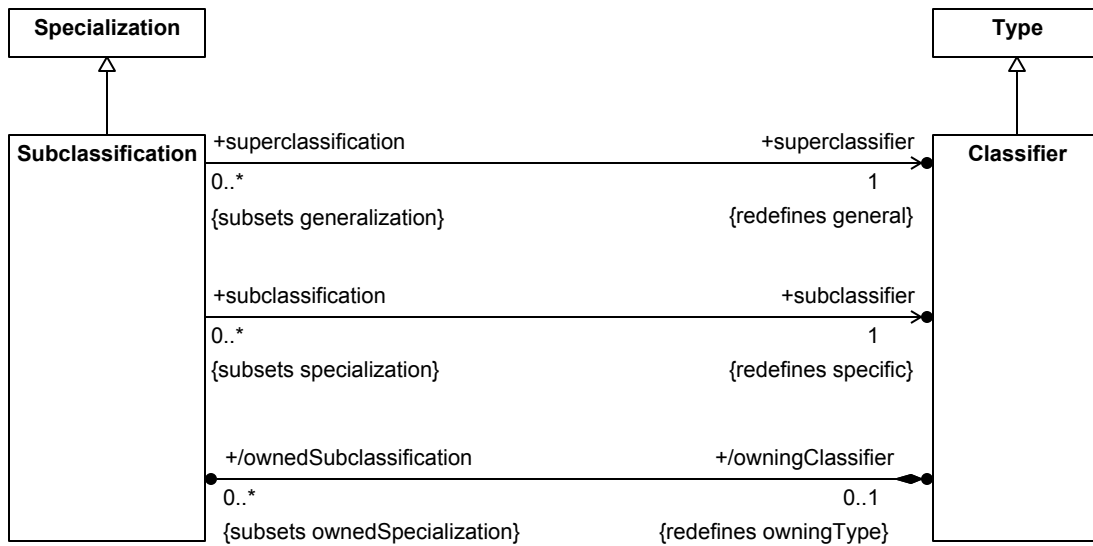 Specialization
Type
Subclassification
Classifier
+superclassification
+superclassifier
0..*
1
{subsets generalization}
{redefines general}
+subclassification
+subclassifier
0..*
1
{subsets specialization}
{redefines specific}
+/ownedSubclassification
+/owningClassifier
0..*
0..1
{subsets ownedSpecialization}
{redefines owningType}